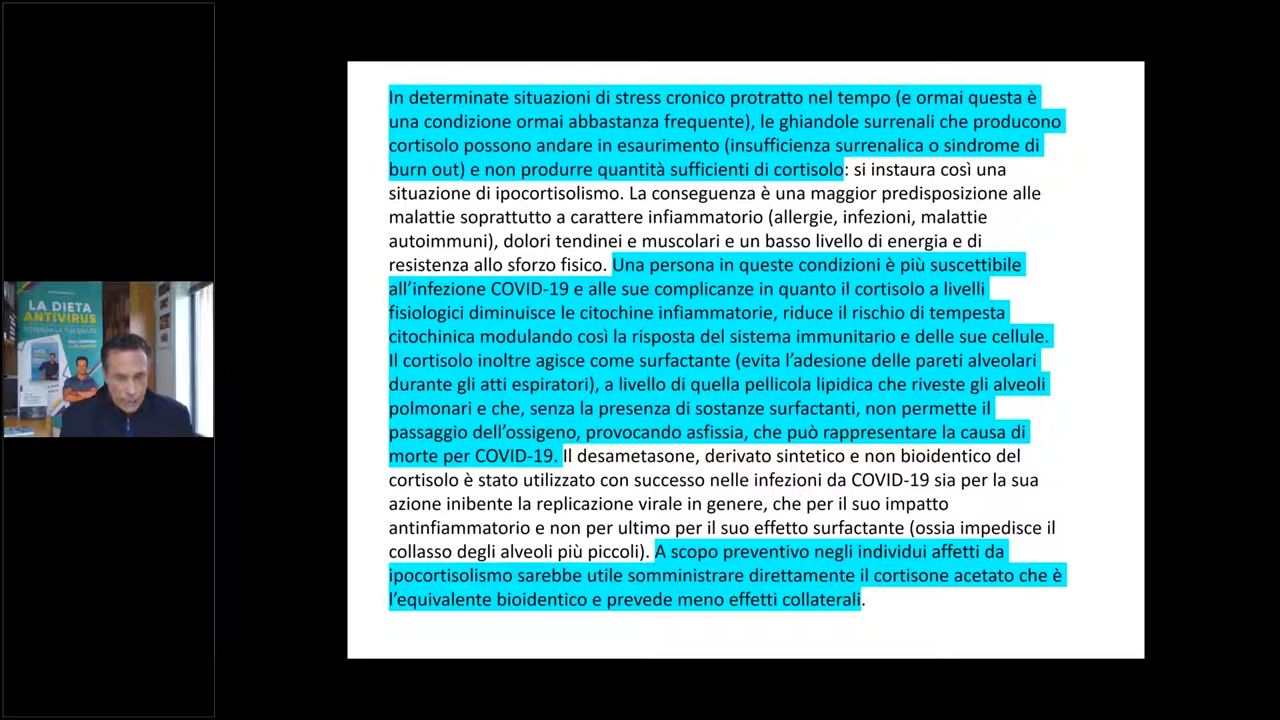 LA DIETA
ANTIVIRUS
In determinate situazioni di stress cronico protratto nel tempo (e ormai questa è
una condizione ormai abbastanza frequente), le ghiandole surrenali che producono
cortisolo possono andare in esaurimento (insufficienza surrenalica o sindrome di
burn out) e non produrre quantità sufficienti di cortisolo: si instaura così una
situazione di ipocortisolismo. La conseguenza è una maggior predisposizione alle
malattie soprattutto a carattere infiammatorio (allergie, infezioni, malattie
autoimmuni), dolori tendinei e muscolari e un basso livello di energia e di
resistenza allo sforzo fisico. Una persona in queste condizioni è più suscettibile
all’infezione COVID-19 e alle sue complicanze in quanto il cortisolo a livelli
fisiologici diminuisce le citochine infiammatorie, riduce il rischio di tempesta
citochinica modulando così la risposta del sistema immunitario e delle sue cellule.
Il cortisolo inoltre agisce come surfactante (evita l’adesione delle pareti alveolari
durante gli atti espiratori), a livello di quella pellicola lipidica che riveste gli alveoli
polmonari e che, senza la presenza di sostanze surfactanti, non permette il
passaggio dell’ossigeno, provocando asfissia, che può rappresentare la causa di
morte per COVID-19. Il desametasone, derivato sintetico e non bioidentico del
cortisolo è stato utilizzato con successo nelle infezioni da COVID-19 sia per la sua
azione inibente la replicazione virale in genere, che per il suo impatto
antinfiammatorio e non per ultimo per il suo effetto surfactante (ossia impedisce il
collasso degli alveoli più piccoli). A scopo preventivo negli individui affetti da
ipocortisolismo sarebbe utile somministrare direttamente il cortisone acetato che è
l’equivalente bioidentico e prevede meno effetti collaterali.